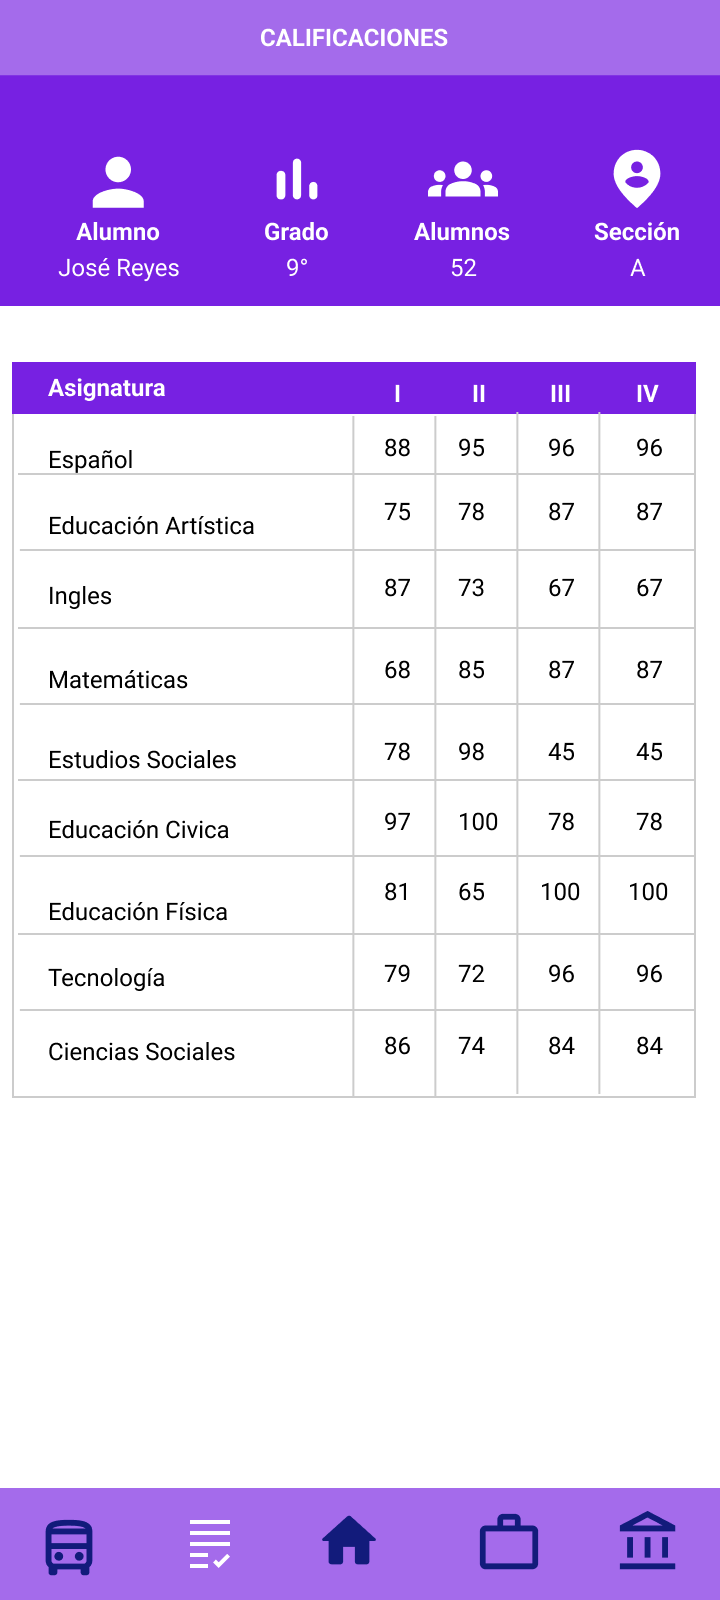 CALIFICACIONES
Alumno Grado Alumnos Sección
José Reyes 9° 52 A
Asignatura I II III IV
Español 88 95 96 96
Educación Artística 75 78 87 87
Ingles 87 73 67 67
Matemáticas 68 85 87 87
Estudios Sociales 78 98 45 45
Educación Civica 97 100 78 78
Educación Física 81 65 100 100
Tecnología 79 72 96 96
Ciencias Sociales 86 74 84 84